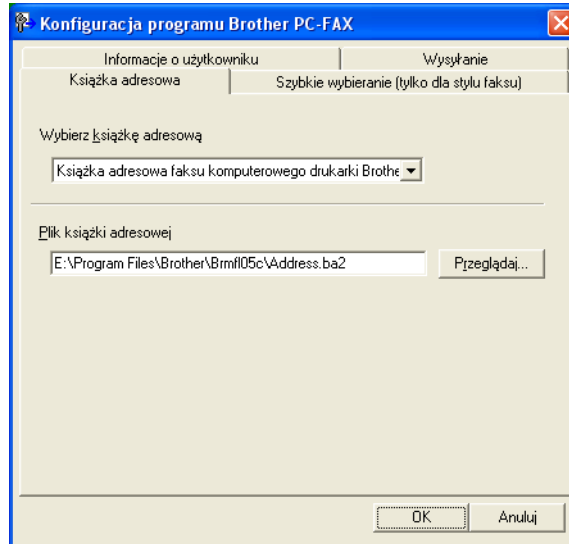 Konfiguracja programu Brother PC-FAX
Informacje o użytkowniku
Wysyłanie
Książka adresowa
Szybkie wybieranie (tylko dla stylu faksu)
Wybierz książkę adresową
Książka adresowa faksu komputerowego drukarki Brothe
Plik książki adresowej
E:\Program Files\Brother\Brmfl05c\Address.ba2
Przeglądaj...
OK
Anuluj